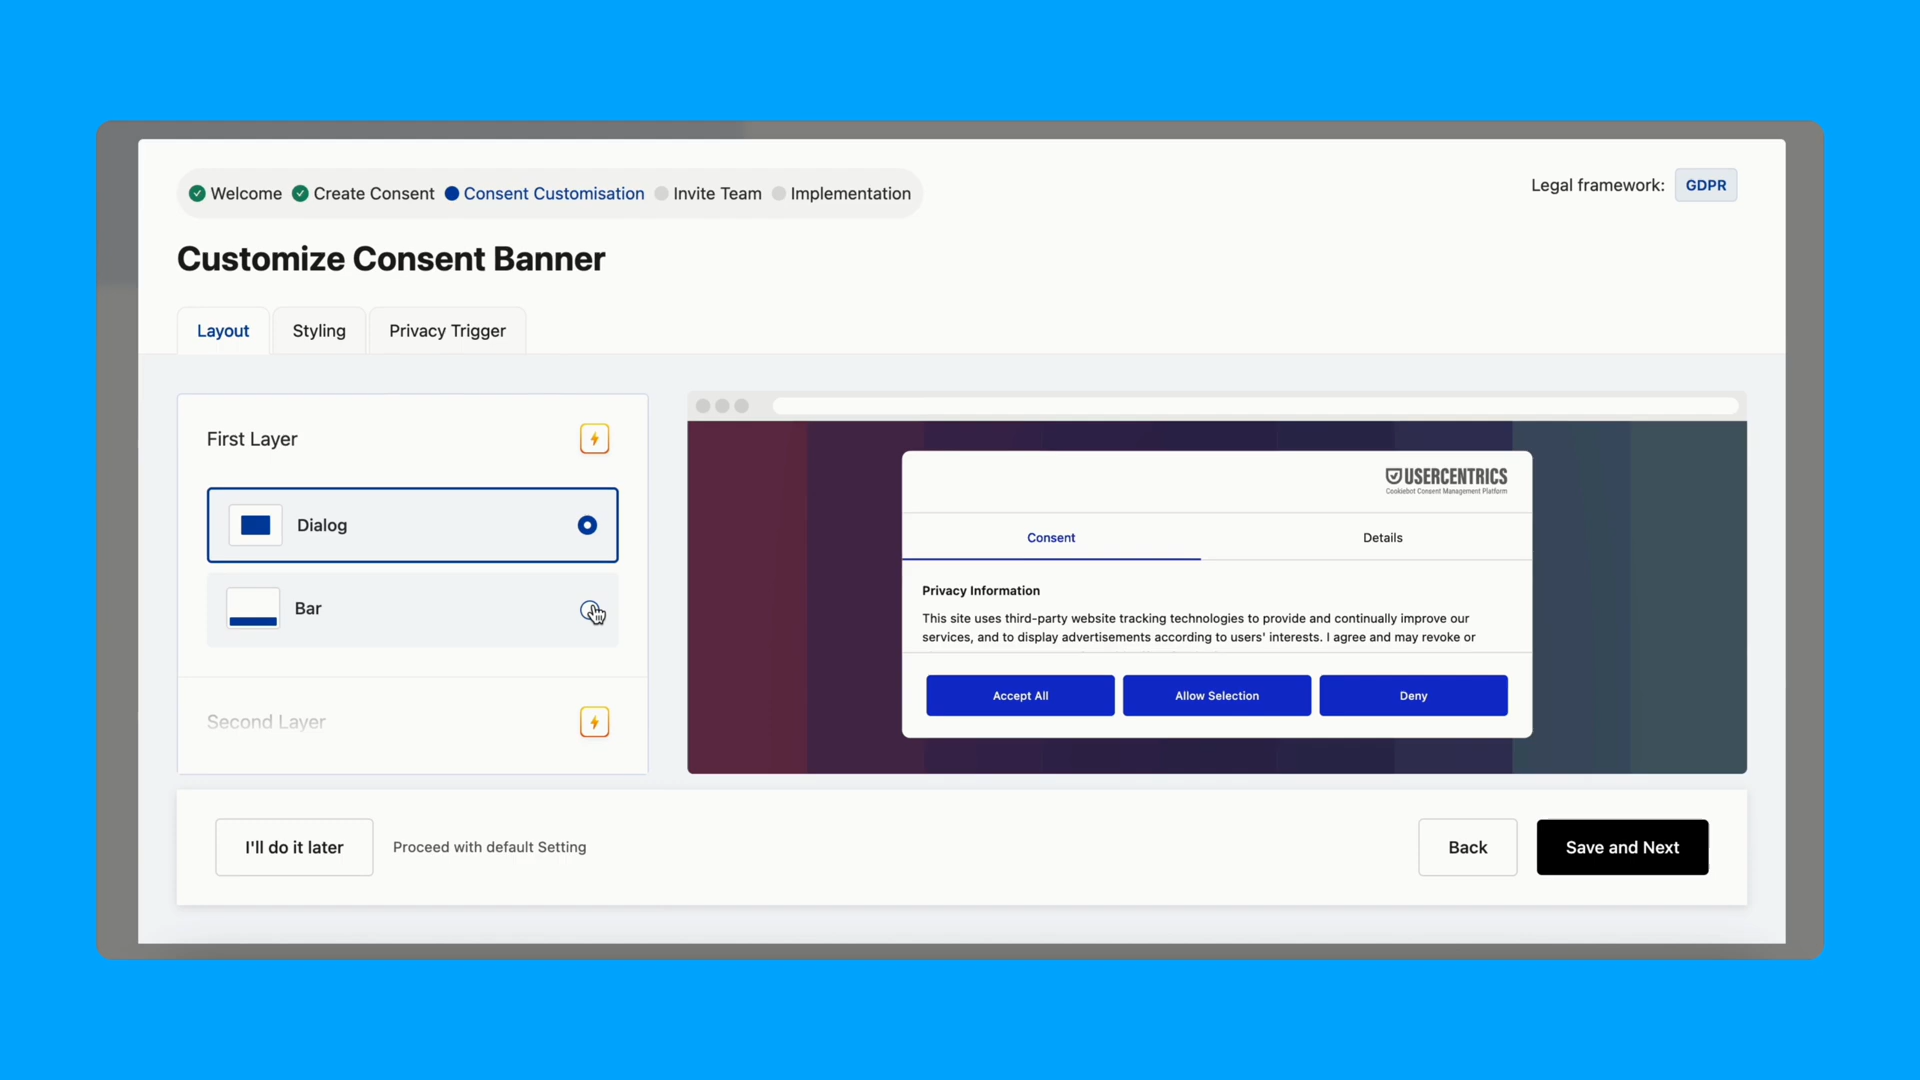 Welcome Create Consent Consent Customisation Invite Team Implementation
Legal framework: GDPR
Customize Consent Banner
Layout Styling Privacy Trigger
First Layer
Dialog
Bar
Second Layer
USERCENTRICS
Cookiebot Consent Management Platform
Consent Details
Privacy Information
This site uses third-party website tracking technologies to provide and continually improve our
services, and to display advertisements according to users' interests. I agree and may revoke or
Accept All Allow Selection Deny
I'll do it later Proceed with default Setting Back Save and Next